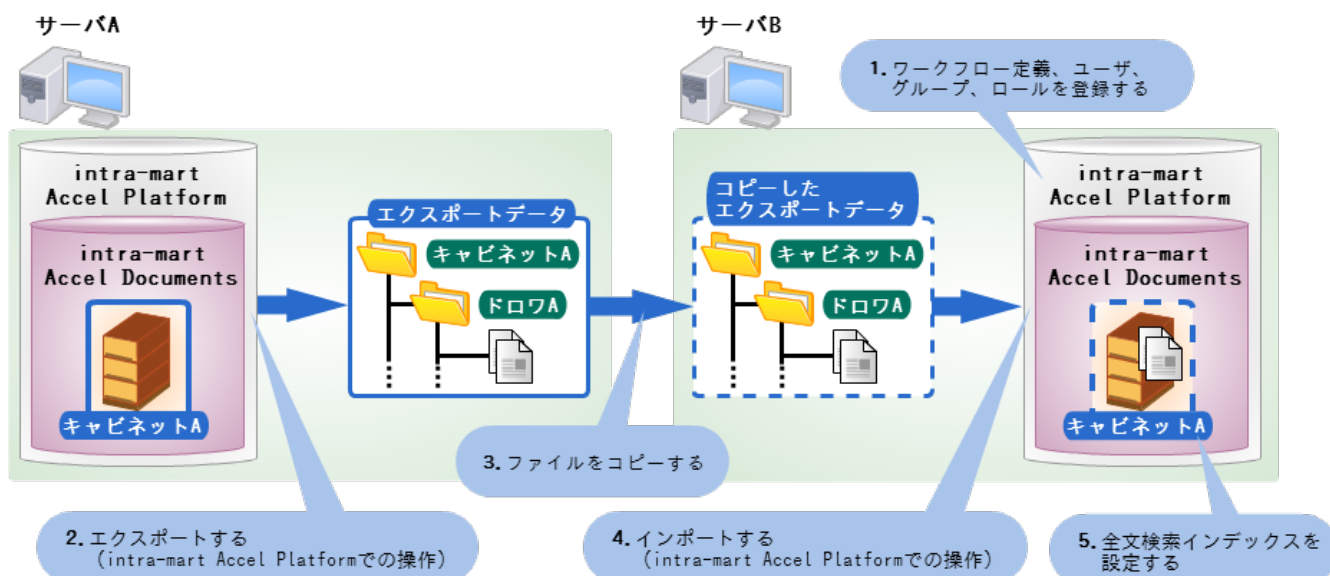 サーバA
サーバB
1.ワークフロー定義、ユーザ、
グループ、ロールを登録する
intra-mart
Accel Platform
intra-mart
Accel Documents
キャビネットA
エクスポートデータ
キャビネットA
ドロワA
コピーした
エクスポートデータ
キャビネットA
ドロワA
intra-mart
Accel Platform
intra-mart
Accel Documents
キャビネットA
3.ファイルをコピーする
2.エクスポートする
（intra-mart Accel Platformでの操作）
4.インポートする
（intra-mart Accel Platformでの操作）
5.全文検索インデックスを
設定する